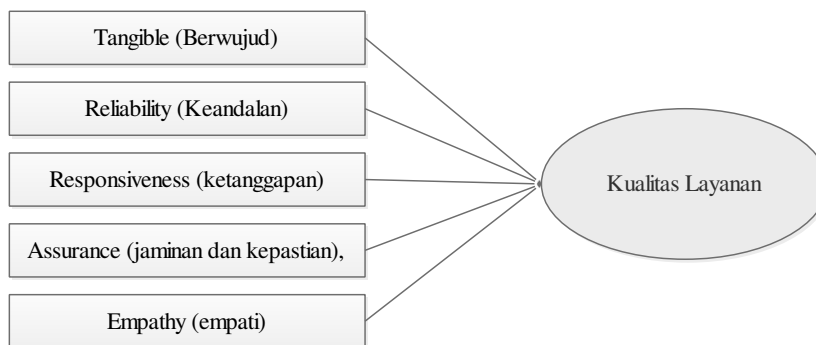 Tangible (Berwujud)
Reliability (Keandalan)
Responsiveness (ketanggapan)
Kualitas Layanan
Assurance (jaminan dan kepastian),
Empathy (empati)